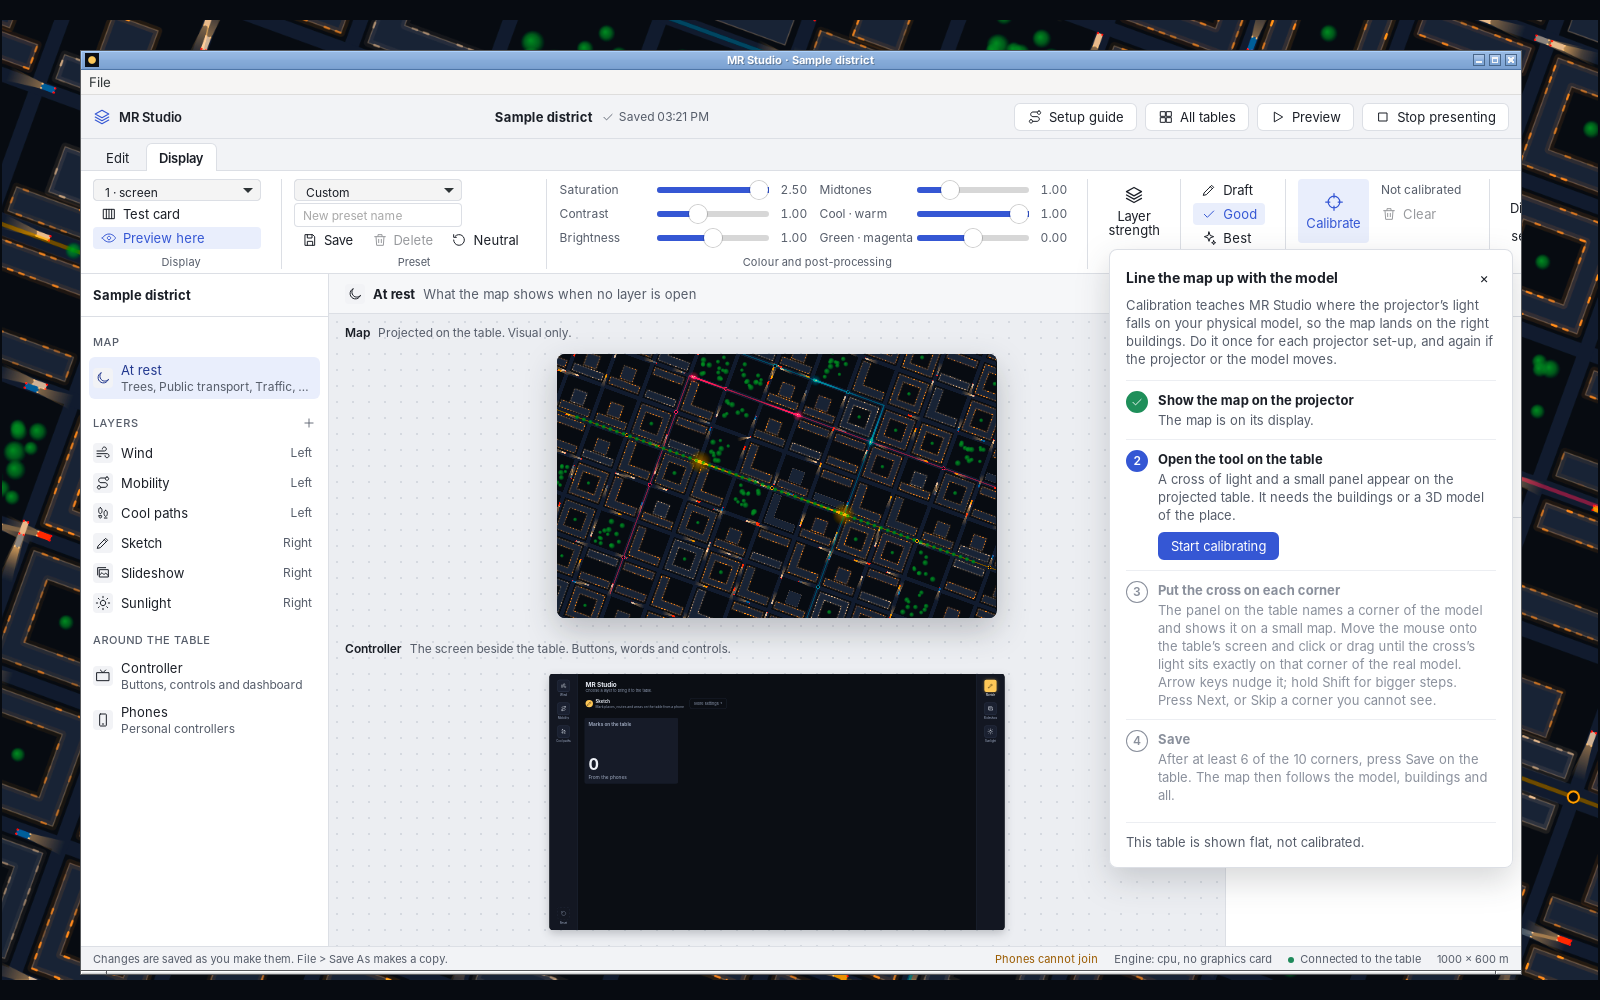 MR Studio · Sample district
File
MR Studio
Sample district
Saved 03:21 PM
Setup guide
All tables
Preview
Stop presenting
Edit
Display
1 · screen
Test card
Preview here
Display
Custom
New preset name
Save
Delete
Neutral
Preset
Saturation 2.50
Contrast 1.00
Brightness 1.00
Midtones 1.00
Cool · warm 1.00
Green · magenta 0.00
Colour and post-processing
Layer
strength
Draft
Good
Best
Calibrate
Not calibrated
Clear
Sample district
MAP
At rest
Trees, Public transport, Traffic, ...
LAYERS
Wind Left
Mobility Left
Cool paths Left
Sketch Right
Slideshow Right
Sunlight Right
AROUND THE TABLE
Controller
Buttons, controls and dashboard
Phones
Personal controllers
At rest What the map shows when no layer is open
Map Projected on the table. Visual only.
Controller The screen beside the table. Buttons, words and controls.
MR Studio
Sketch
Marks on the table
0
From the phones
Line the map up with the model
Calibration teaches MR Studio where the projector's light
falls on your physical model, so the map lands on the right
buildings. Do it once for each projector set-up, and again if
the projector or the model moves.
Show the map on the projector
The map is on its display.
2 Open the tool on the table
A cross of light and a small panel appear on the
projected table. It needs the buildings or a 3D model
of the place.
Start calibrating
3 Put the cross on each corner
The panel on the table names a corner of the model
and shows it on a small map. Move the mouse onto
the table's screen and click or drag until the cross's
light sits exactly on that corner of the real model.
Arrow keys nudge it; hold Shift for bigger steps.
Press Next, or Skip a corner you cannot see.
4 Save
After at least 6 of the 10 corners, press Save on the
table. The map then follows the model, buildings and
all.
This table is shown flat, not calibrated.
Changes are saved as you make them. File > Save As makes a copy.
Phones cannot join
Engine: cpu, no graphics card
Connected to the table
1000 × 600 m